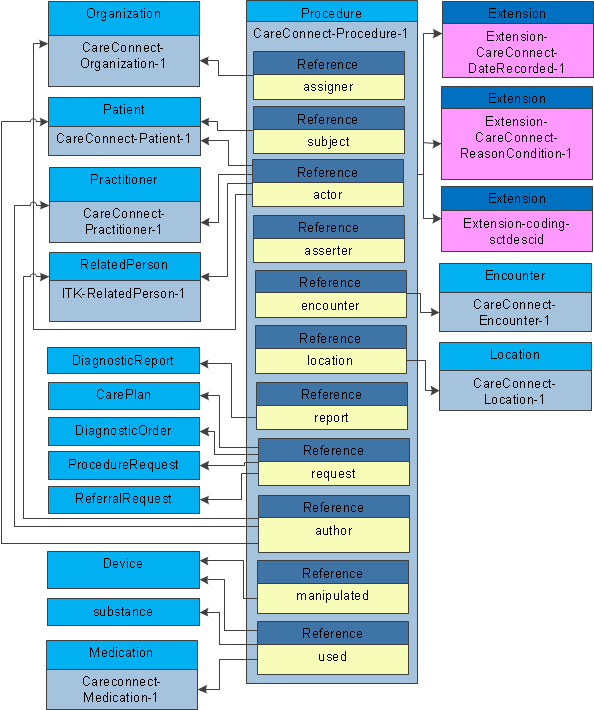 Organization
CareConnect-
Organization-1
Patient
CareConnect-Patient-1
Practitioner
CareConnect-
Practitioner-1
RelatedPerson
ITK-RelatedPerson-1
DiagnosticReport
CarePlan
DiagnosticOrder
ProcedureRequest
ReferralRequest
Device
substance
Medication
Careconnect-
Medication-1
Procedure
CareConnect-Procedure-1
Reference
assigner
Reference
subject
Reference
actor
Reference
asserter
Reference
encounter
Reference
location
Reference
report
Reference
request
Reference
author
Reference
manipulated
Reference
used
Extension
Extension-
CareConnect-
DateRecorded-1
Extension
Extension-
CareConnect-
ReasonCondition-1
Extension
Extension-coding-
sctdescid
Encounter
CareConnect-
Encounter-1
Location
CareConnect-
Location-1